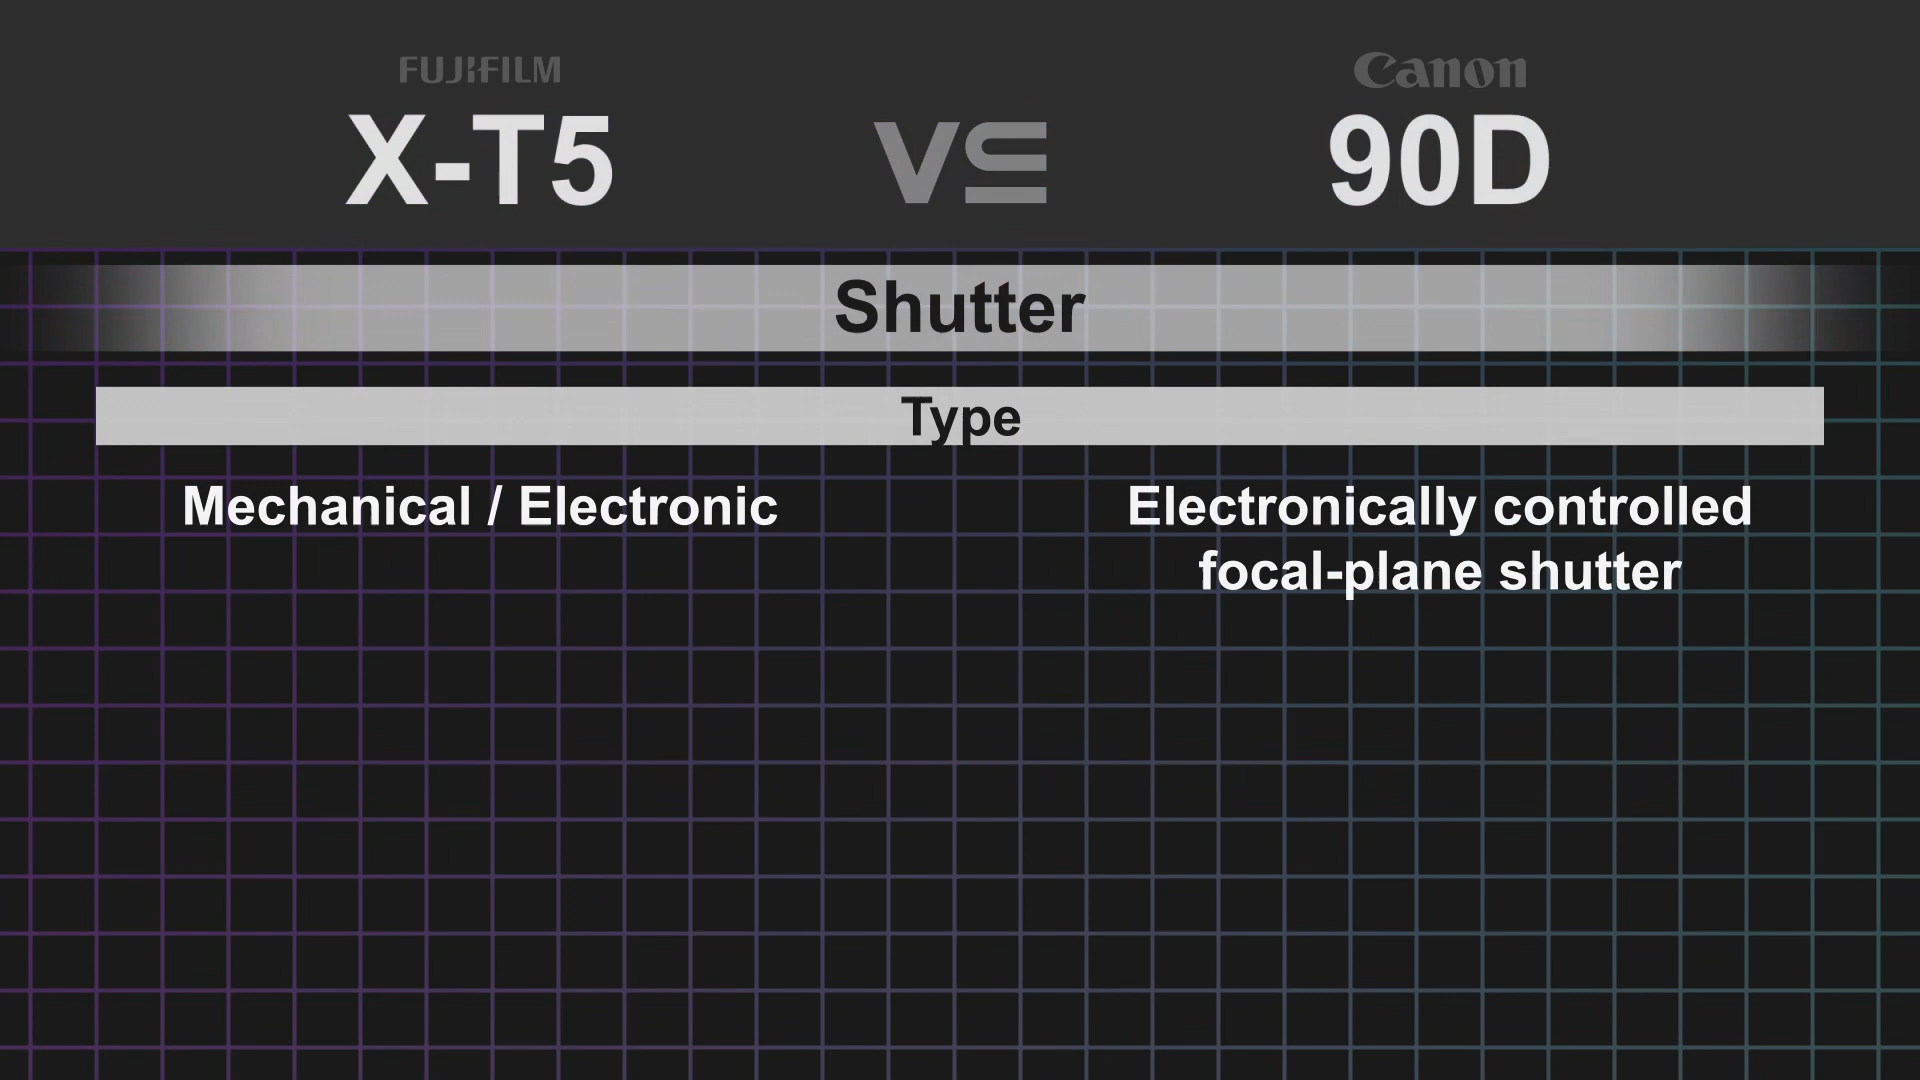 FUJIFILM
X-T5
VS
Canon
90D
Shutter
Type
Mechanical / Electronic
Electronically controlled
focal-plane shutter